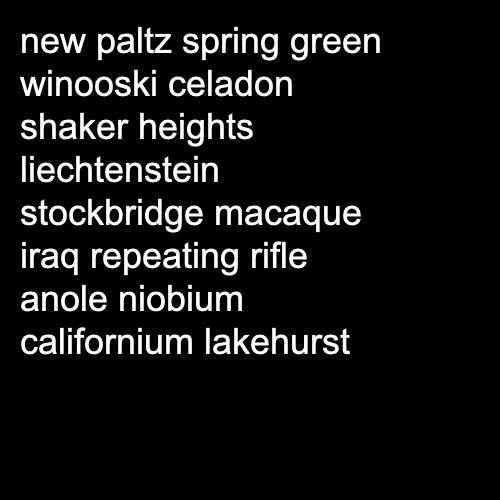 new paltz spring green
winooski celadon
shaker heights
liechtenstein
stockbridge macaque
iraq repeating rifle
anole niobium
californium lakehurst